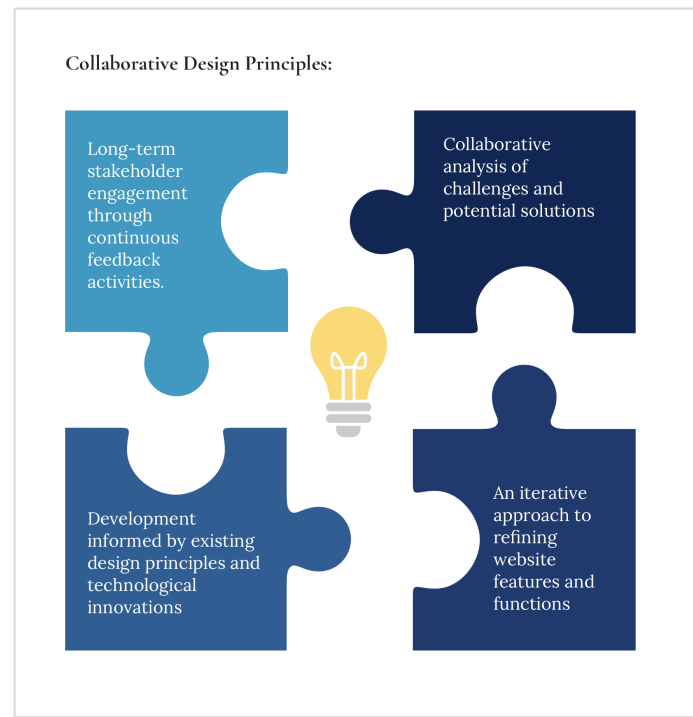 Collaborative Design Principles:
Long-term
stakeholder
engagement
through
continuous
feedback
activities.
Collaborative
analysis of
challenges and
potential solutions
Development
informed by existing
design principles and
technological
innovations
An iterative
approach to
refining
website
features and
functions